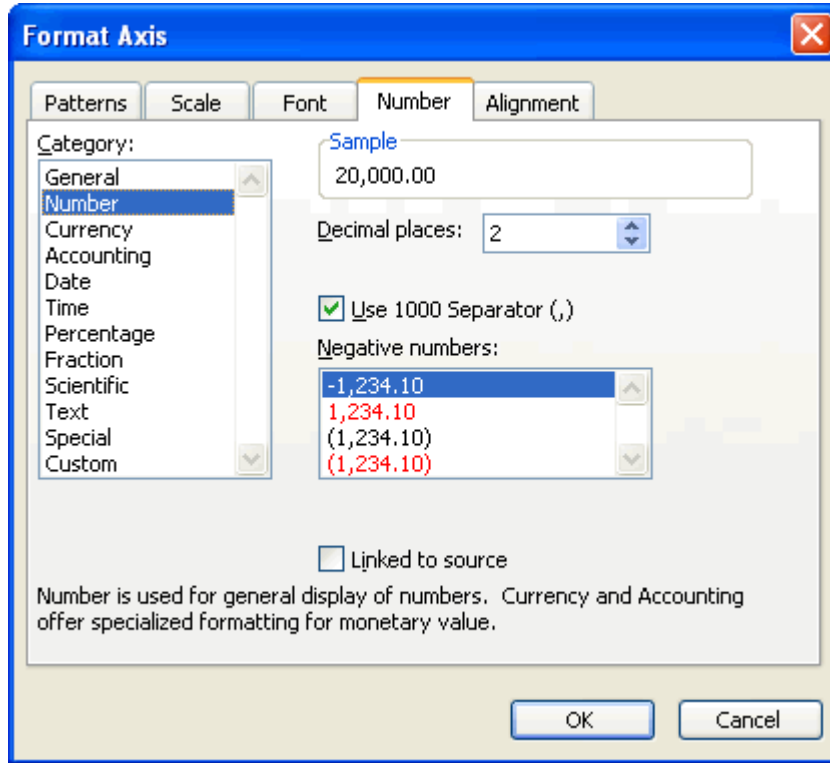 Format Axis
Patterns Scale Font Number Alignment
Category:
General
Number
Currency
Accounting
Date
Time
Percentage
Fraction
Scientific
Text
Special
Custom
Sample
20,000.00
Decimal places: 2
Use 1000 Separator (,)
Negative numbers:
-1,234.10
1,234.10
(1,234.10)
(1,234.10)
Linked to source
Number is used for general display of numbers. Currency and Accounting
offer specialized formatting for monetary value.
OK Cancel